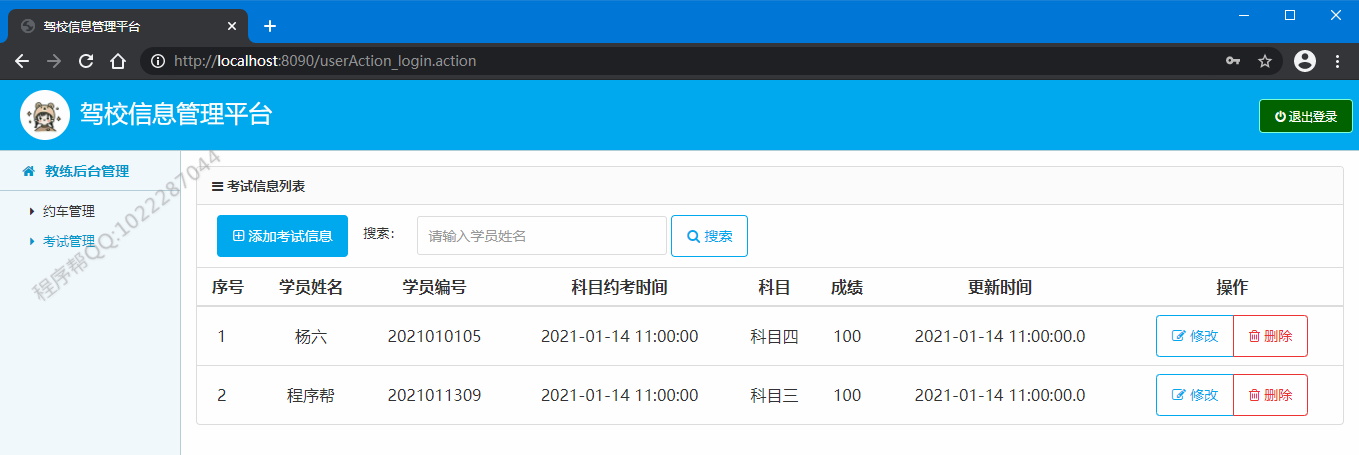 驾校信息管理平台
http://localhost:8090/userAction_login.action
驾校信息管理平台
退出登录
教练后台管理
约车管理
考试管理
程序帮QQ:1022287044
考试信息列表
添加考试信息 搜索： 请输入学员姓名 搜索
序号 学员姓名 学员编号 科目约考时间 科目 成绩 更新时间 操作
1 杨六 2021010105 2021-01-14 11:00:00 科目四 100 2021-01-14 11:00:00.0 修改 删除
2 程序帮 2021011309 2021-01-14 11:00:00 科目三 100 2021-01-14 11:00:00.0 修改 删除